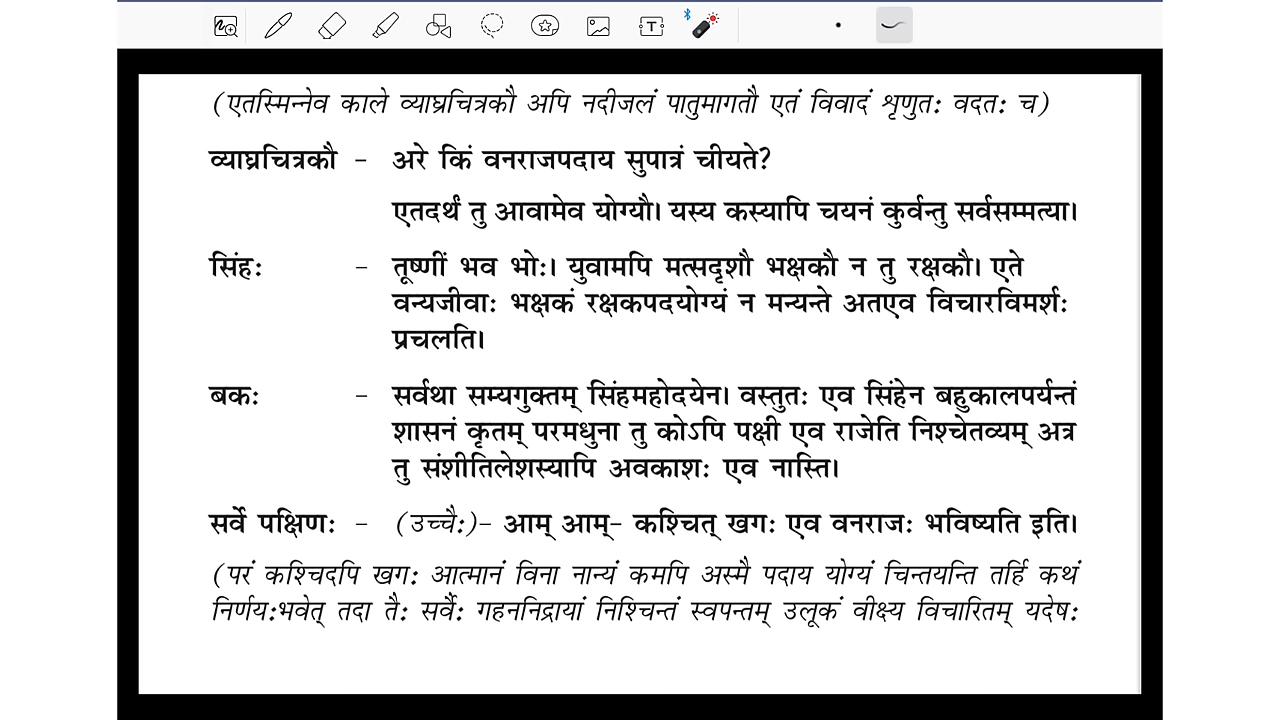 (एतस्मिन्नेव काले व्याघ्रचित्रकौ अपि नदीजलं पातुमागतौ एतं विवादं शृणुतः वदतः च)
व्याघ्रचित्रकौ – अरे किं वनराजपदाय सुपात्रं चीयते?
एतदर्थं तु आवामेव योग्यौ। यस्य कस्यापि चयनं कुर्वन्तु सर्वसम्मत्या।
सिंहः – तूष्णीं भव भोः। युवामपि मत्सदृशौ भक्षकौ न तु रक्षकौ। एते
वन्यजीवाः भक्षकं रक्षकपदयोग्यं न मन्यन्ते अतएव विचारविमर्शः
प्रचलति।
बकः – सर्वथा सम्यगुक्तम् सिंहमहोदयेन। वस्तुतः एव सिंहेन बहुकालपर्यन्तं
शासनं कृतम् परमधुना तु कोऽपि पक्षी एव राजेति निश्चेतव्यम् अत्र
तु संशीतिलेशस्यापि अवकाशः एव नास्ति।
सर्वे पक्षिणः – (उच्चैः)– आम् आम्– कश्चित् खगः एव वनराजः भविष्यति इति।
(परं कश्चिदपि खगः आत्मानं विना नान्यं कमपि अस्मै पदाय योग्यं चिन्तयन्ति तर्हि कथं
निर्णयःभवेत् तदा तैः सर्वैः गहननिद्रायां निश्चिन्तं स्वपन्तम् उलूकं वीक्ष्य विचारितम् यदेषः